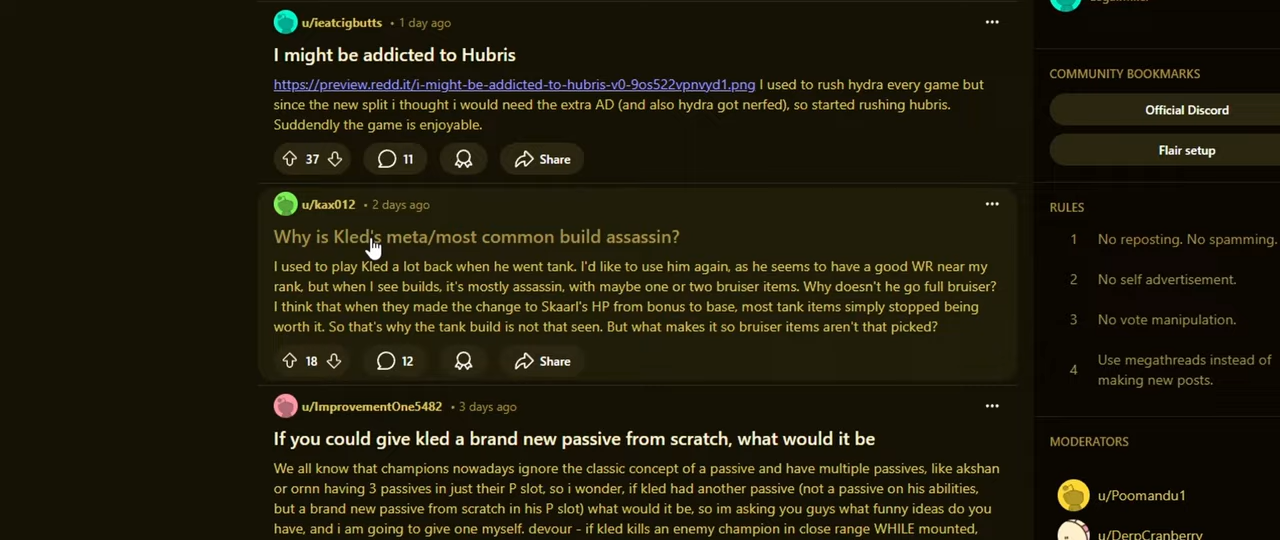 u/ieatcigbutts • 1 day ago
I might be addicted to Hubris
https://preview.redd.it/i-might-be-addicted-to-hubris-v0-9os522vpnvyd1.png I used to rush hydra every game but
since the new split i thought i would need the extra AD (and also hydra got nerfed), so started rushing hubris.
Suddendly the game is enjoyable.
37 11 Share
u/kax012 • 2 days ago
Why is Kled's meta/most common build assassin?
I used to play Kled a lot back when he went tank. I'd like to use him again, as he seems to have a good WR near my
rank, but when I see builds, it's mostly assassin, with maybe one or two bruiser items. Why doesn't he go full bruiser?
I think that when they made the change to Skaarl's HP from bonus to base, most tank items simply stopped being
worth it. So that's why the tank build is not that seen. But what makes it so bruiser items aren't that picked?
18 12 Share
u/ImprovementOne5482 • 3 days ago
If you could give kled a brand new passive from scratch, what would it be
We all know that champions nowadays ignore the classic concept of a passive and have multiple passives, like akshan
or ornn having 3 passives in just their P slot, so i wonder, if kled had another passive (not a passive on his abilities,
but a brand new passive from scratch in his P slot) what would it be, so im asking you guys what funny ideas do you
have, and i am going to give one myself. devour - if kled kills an enemy champion in close range WHILE mounted,
COMMUNITY BOOKMARKS
Official Discord
Flair setup
RULES
1 No reposting. No spamming.
2 No self advertisement.
3 No vote manipulation.
4 Use megathreads instead of
making new posts.
MODERATORS
u/Poomandu1
u/DerpCranberry